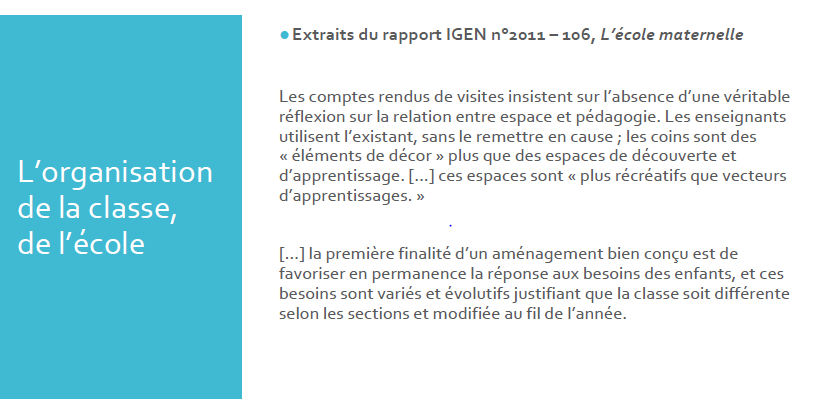 L’organisation
de la classe,
de l’école
● Extraits du rapport IGEN n°2011 – 106, L’école maternelle
Les comptes rendus de visites insistent sur l’absence d’une véritable
réflexion sur la relation entre espace et pédagogie. Les enseignants
utilisent l’existant, sans le remettre en cause ; les coins sont des
« éléments de décor » plus que des espaces de découverte et
d’apprentissage. […] ces espaces sont « plus récréatifs que vecteurs
d’apprentissages. »
.
[…] la première finalité d’un aménagement bien conçu est de
favoriser en permanence la réponse aux besoins des enfants, et ces
besoins sont variés et évolutifs justifiant que la classe soit différente
selon les sections et modifiée au fil de l’année.